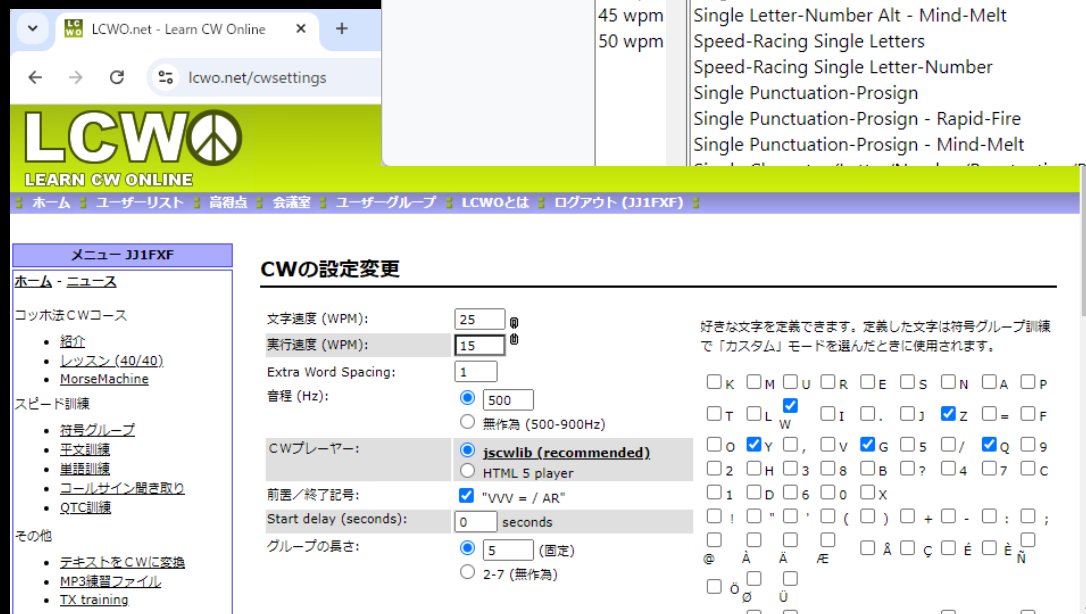 LCWO.net - Learn CW Online
lcwo.net/cwsettings
45 wpm
50 wpm
Single Letter-Number Alt - Mind-Melt
Speed-Racing Single Letters
Speed-Racing Single Letter-Number
Single Punctuation-Prosign
Single Punctuation-Prosign - Rapid-Fire
Single Punctuation-Prosign - Mind-Melt
LCWO
LEARN CW ONLINE
ホーム ユーザーリスト 高得点 会議室 ユーザーグループ LCWOとは ログアウト (JJ1FXF)
メニュー JJ1FXF
ホーム - ニュース
コッホ法CWコース
紹介
レッスン (40/40)
MorseMachine
スピード訓練
符号グループ
平文訓練
単語訓練
コールサイン聞き取り
QTC訓練
その他
テキストをCWに変換
MP3練習ファイル
TX training
CWの設定変更
文字速度 (WPM): 25
実行速度 (WPM): 15
Extra Word Spacing: 1
音程 (Hz): 500
無作為 (500-900Hz)
CWプレーヤー: jscwlib (recommended)
HTML 5 player
前置/終了記号: "VVV = / AR"
Start delay (seconds): 0 seconds
グループの長さ: 5 (固定)
2-7 (無作為)
好きな文字を定義できます。定義した文字は符号グループ訓練
で「カスタム」モードを選んだときに使用されます。
K M U R E S N A P
T L W I . J Z = F
O Y , V G 5 / Q 9
2 H 3 8 B ? 4 7 C
1 D 6 0 X
! " ' ( ) + - : ;
@ À Ä Æ Å Ç É È Ñ
Ö Ø Ü